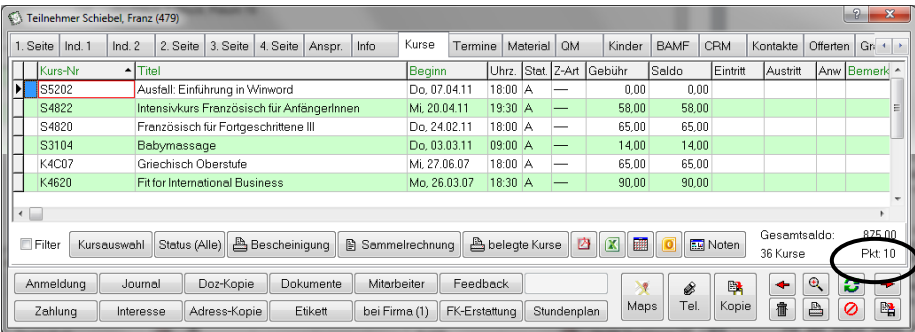 Teilnehmer Schiebel, Franz (479)
1. Seite Ind. 1 Ind. 2 2. Seite 3. Seite 4. Seite Anspr. Info Kurse Termine Material QM Kinder BAMF CRM Kontakte Offerten
Kurs-Nr Titel Beginn Uhrz. Stat. Z-Art Gebühr Saldo Eintritt Austritt Anw Bemerk
S5202 Ausfall: Einführung in Winword Do, 07.04.11 18:00 A — 0,00 0,00
S4822 Intensivkurs Französisch für AnfängerInnen Mi, 20.04.11 19:30 A — 58,00 58,00
S4820 Französisch für Fortgeschrittene III Do, 24.02.11 18:00 A — 65,00 65,00
S3104 Babymassage Do, 03.03.11 09:00 A — 14,00 14,00
K4C07 Griechisch Oberstufe Mi, 27.06.07 18:00 A — 65,00 65,00
K4620 Fit for International Business Mo, 26.03.07 18:30 A — 90,00 90,00
Filter Kursauswahl Status (Alle) Bescheinigung Sammelrechnung belegte Kurse Noten Gesamtsaldo: 875,00
36 Kurse Pkt: 10
Anmeldung Journal Doz-Kopie Dokumente Mitarbeiter Feedback
Zahlung Interesse Adress-Kopie Etikett bei Firma (1) FK-Erstattung Stundenplan Maps Tel. Kopie